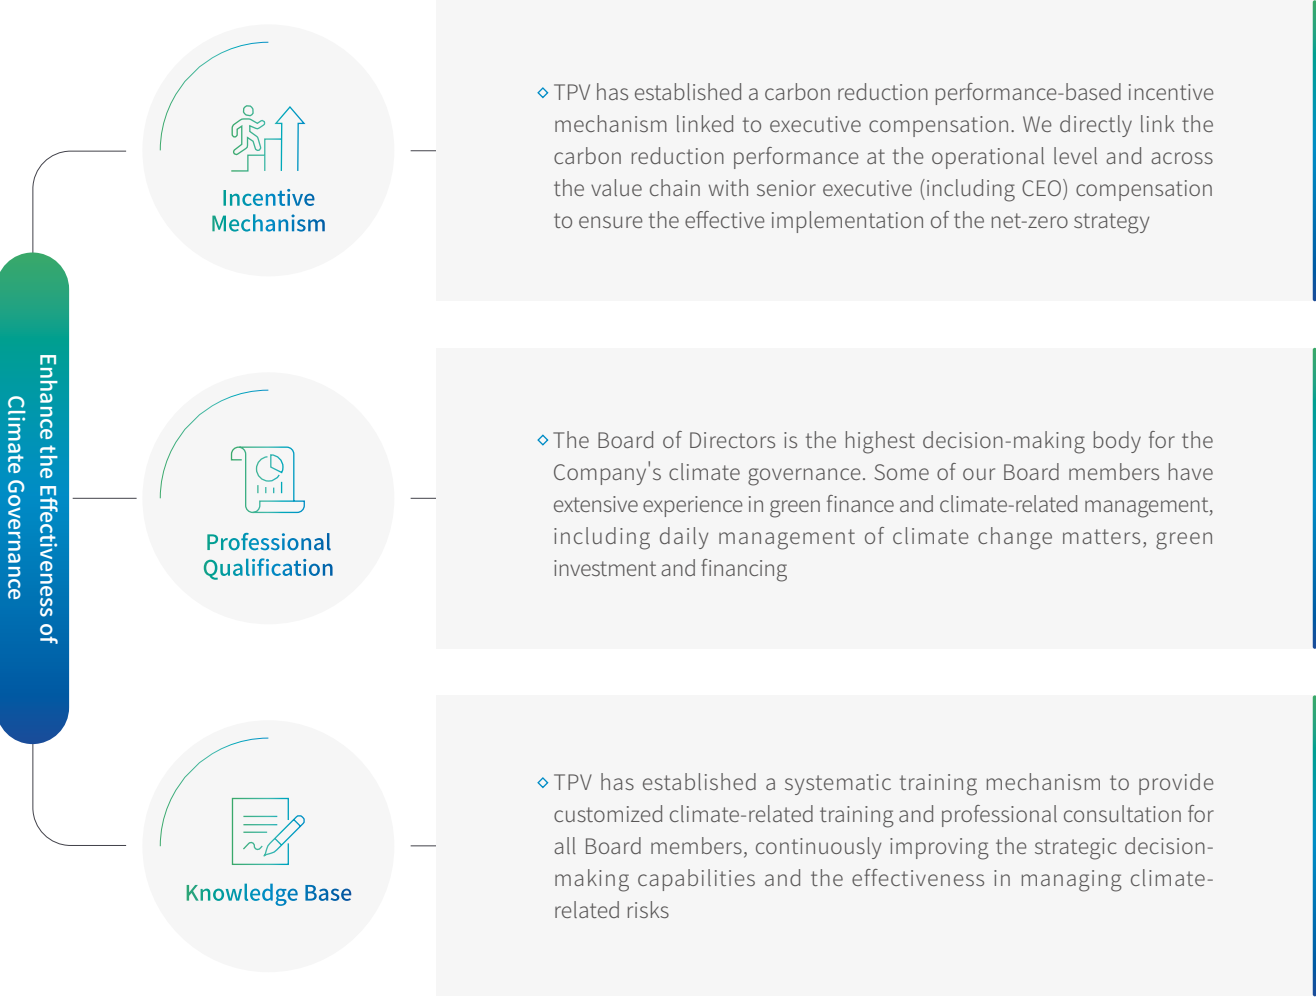 Enhance the Effectiveness of
Climate Governance
Incentive
Mechanism
◇ TPV has established a carbon reduction performance-based incentive
mechanism linked to executive compensation. We directly link the
carbon reduction performance at the operational level and across
the value chain with senior executive (including CEO) compensation
to ensure the effective implementation of the net-zero strategy
Professional
Qualification
◇ The Board of Directors is the highest decision-making body for the
Company's climate governance. Some of our Board members have
extensive experience in green finance and climate-related management,
including daily management of climate change matters, green
investment and financing
Knowledge Base
◇ TPV has established a systematic training mechanism to provide
customized climate-related training and professional consultation for
all Board members, continuously improving the strategic decision-
making capabilities and the effectiveness in managing climate-
related risks